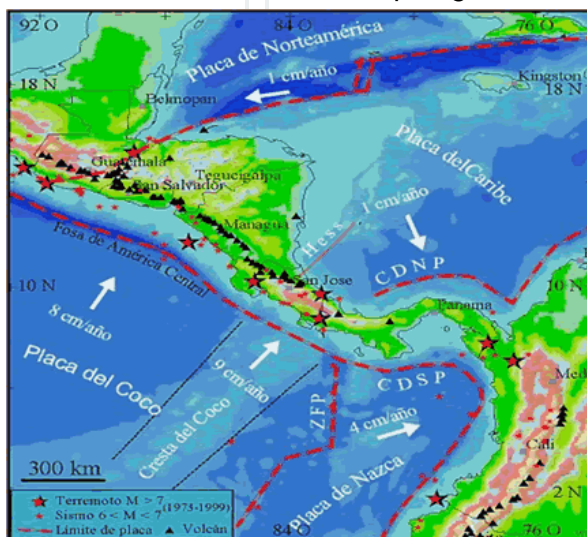 92 O
84
76 O
Placa de Norteamérica
1 cm/año
18 N
Kingston
18 N
Belmopan
Placa del Caribe
Guatemala
Tegucigalpa
San Salvador
Managua
Hess
1 cm/año
Fosa de América Central
San Jose
CDNP
10 N
10 N
8 cm/año
Panama
Placa del Coco
9 cm/año
CDSP
Med
Cresta del Coco
ZFP
4 cm/año
Cali
300 km
Placa de Nazca
Terremoto M > 7
Sismo 6 < M < 7 (1973-1999)
2 N
Límite de placa
Volcán
84
76